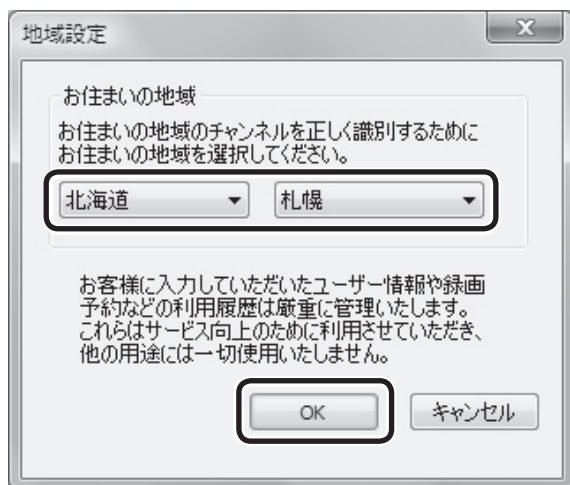 地域設定
お住まいの地域
お住まいの地域のチャンネルを正しく識別するために
お住まいの地域を選択してください。
北海道 札幌
お客様に入力していただいたユーザー情報や録画
予約などの利用履歴は厳重に管理いたします。
これらはサービス向上のために利用させていただき、
他の用途には一切使用いたしません。
OK キャンセル